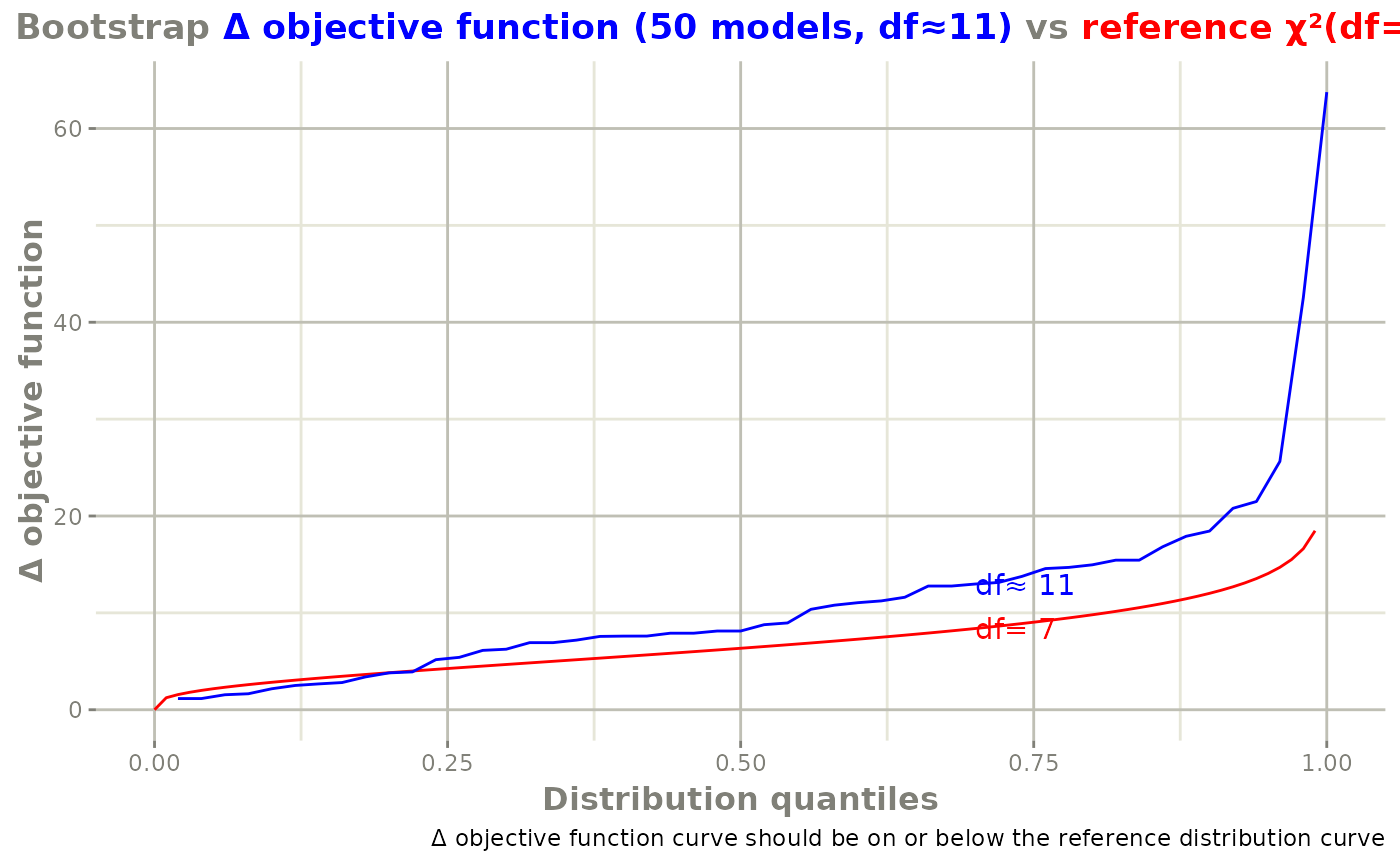 Bootstrap Δ objective function (50 models, df≈11) vs reference χ²(df=
Δ objective function
60
40
20
0
df≈ 11
df= 7
0.00 0.25 0.50 0.75 1.00
Distribution quantiles
Δ objective function curve should be on or below the reference distribution curve